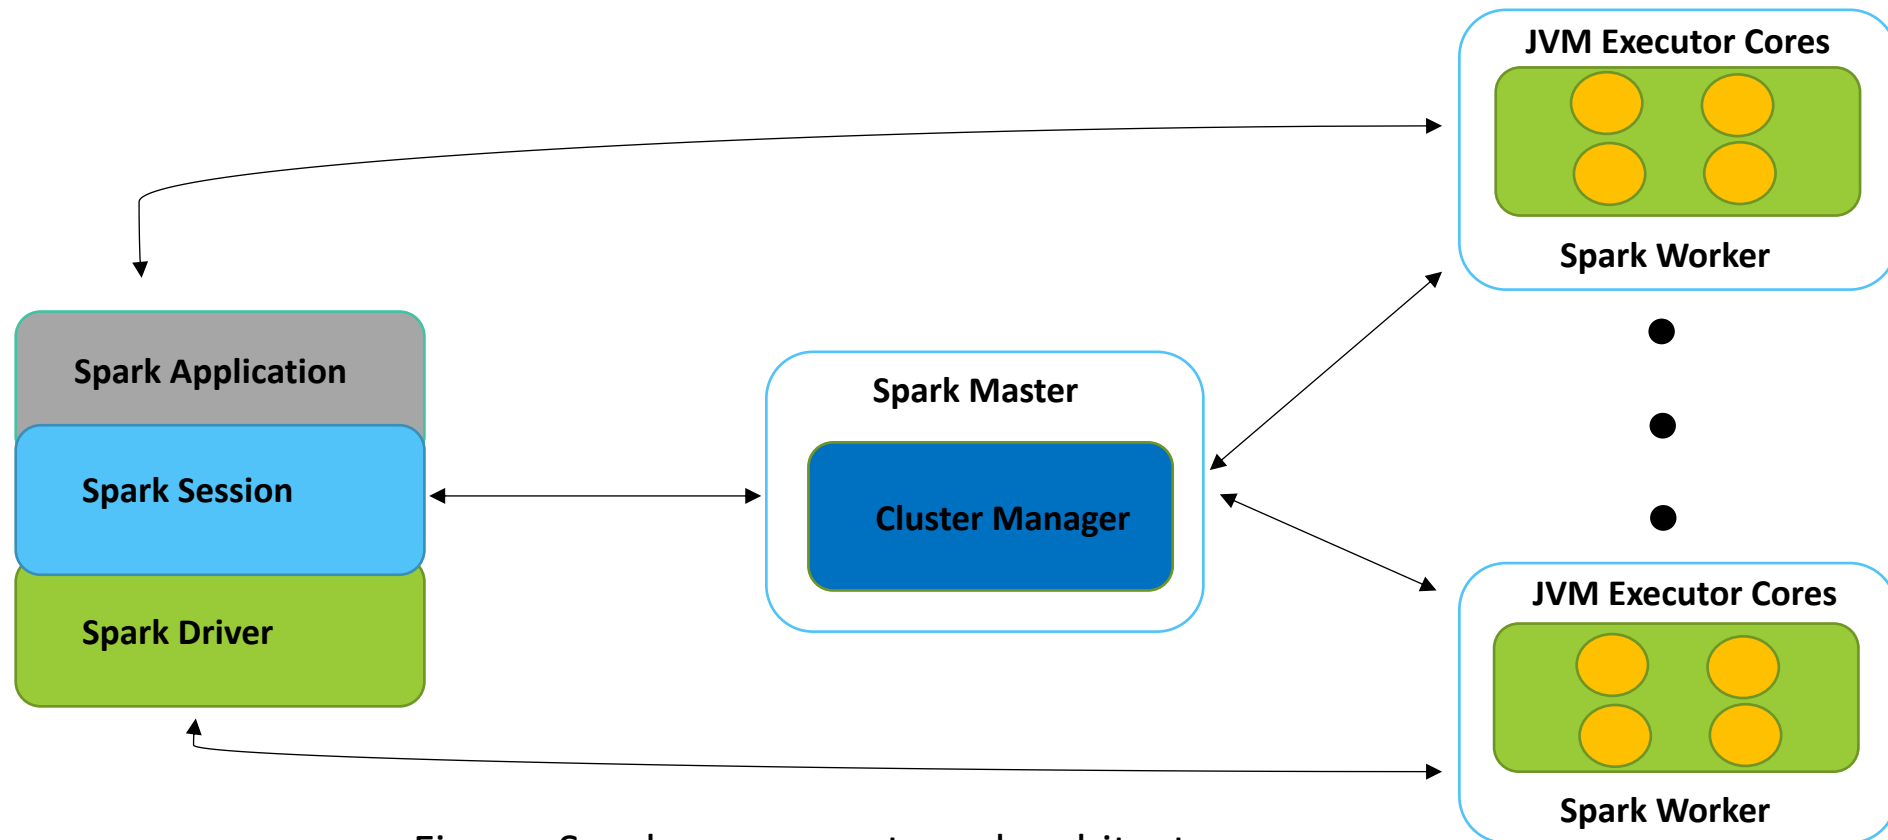 JVM Executor Cores
Spark Worker
Spark Application
Spark Session
Spark Driver
Spark Master
Cluster Manager
JVM Executor Cores
Spark Worker